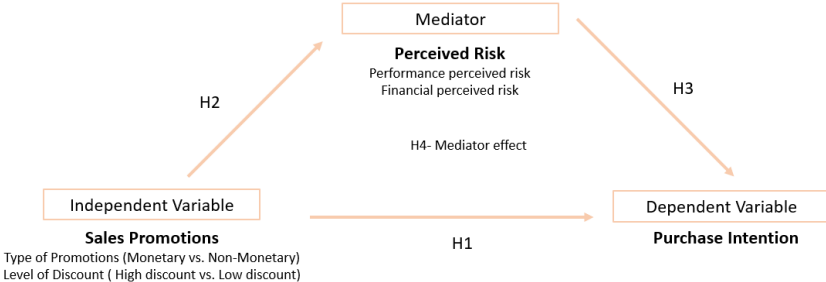 Mediator
Perceived Risk
Performance perceived risk
Financial perceived risk
H2
H3
H4- Mediator effect
Independent Variable
Dependent Variable
Sales Promotions
H1
Purchase Intention
Type of Promotions (Monetary vs. Non-Monetary)
Level of Discount ( High discount vs. Low discount)